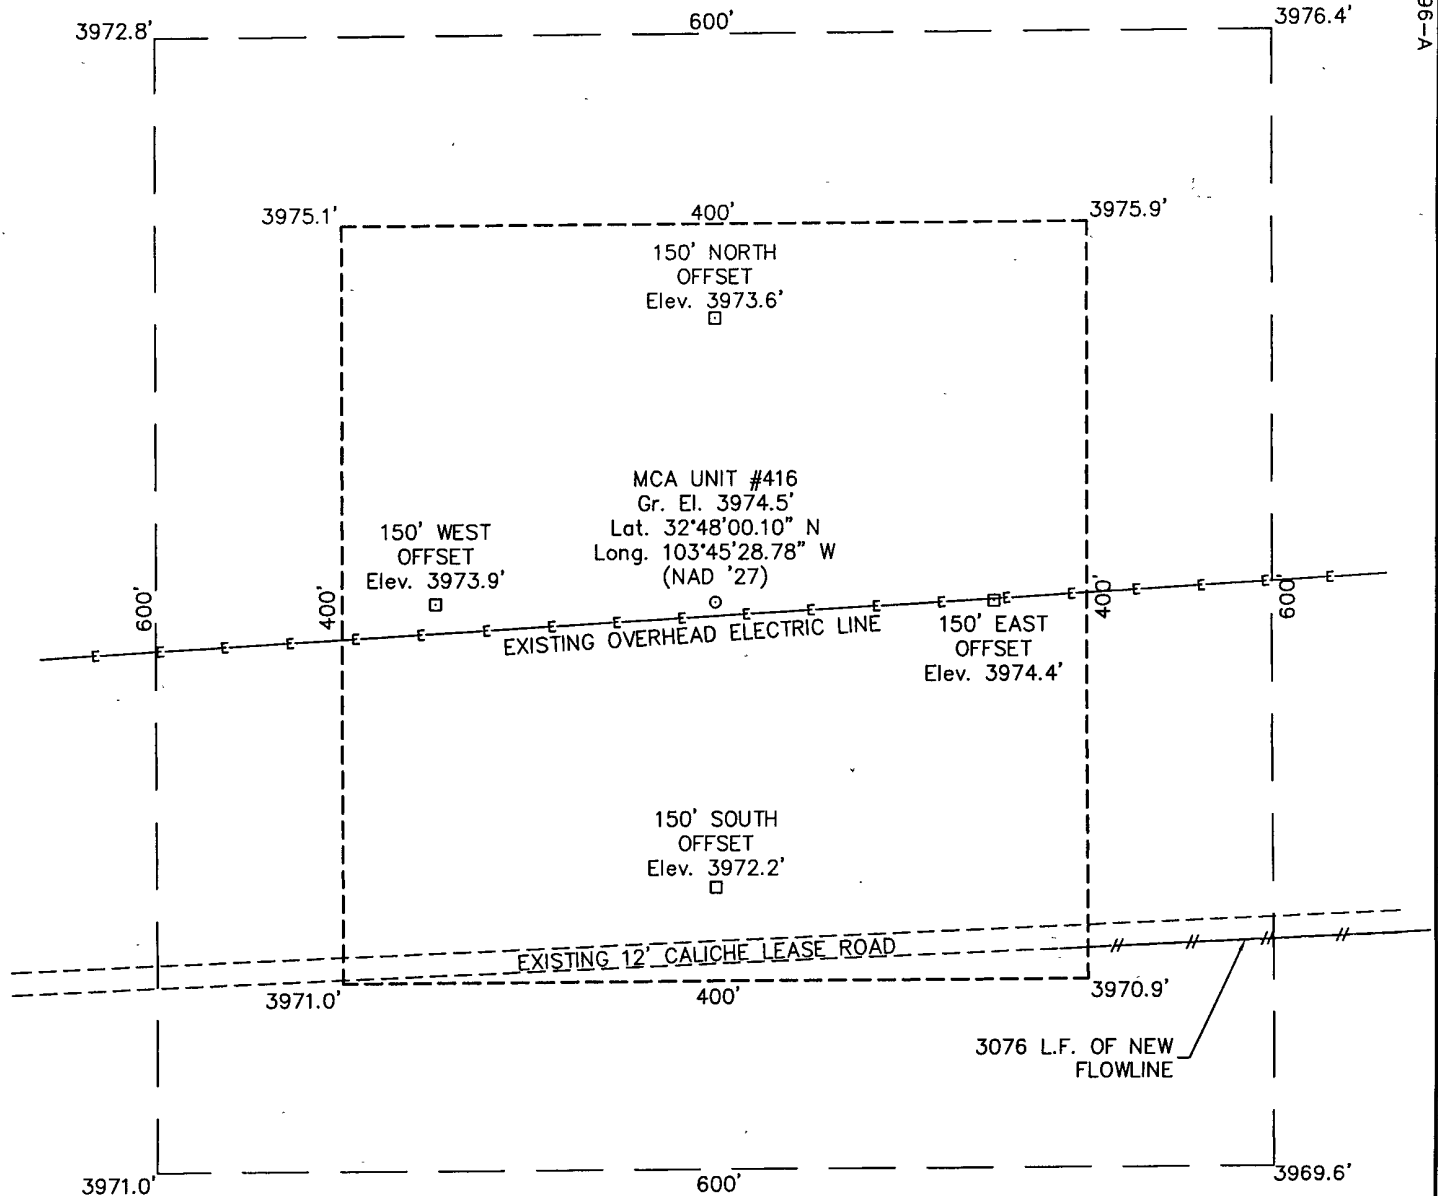 96-A
3972.8'
600'
3976.4'
3975.1'
400'
3975.9'
150' NORTH
OFFSET
Elev. 3973.6'
MCA UNIT #416
Gr. El. 3974.5'
Lat. 32°48'00.10" N
Long. 103°45'28.78" W
(NAD '27)
150' WEST
OFFSET
Elev. 3973.9'
600'
400'
400'
600'
E E E E E E E E E E E E E E E E E E E E
EXISTING OVERHEAD ELECTRIC LINE
150' EAST
OFFSET
Elev. 3974.4'
150' SOUTH
OFFSET
Elev. 3972.2'
EXISTING 12' CALICHE LEASE ROAD
3971.0'
400'
3970.9'
3076 L.F. OF NEW
FLOWLINE
3971.0'
600'
3969.6'